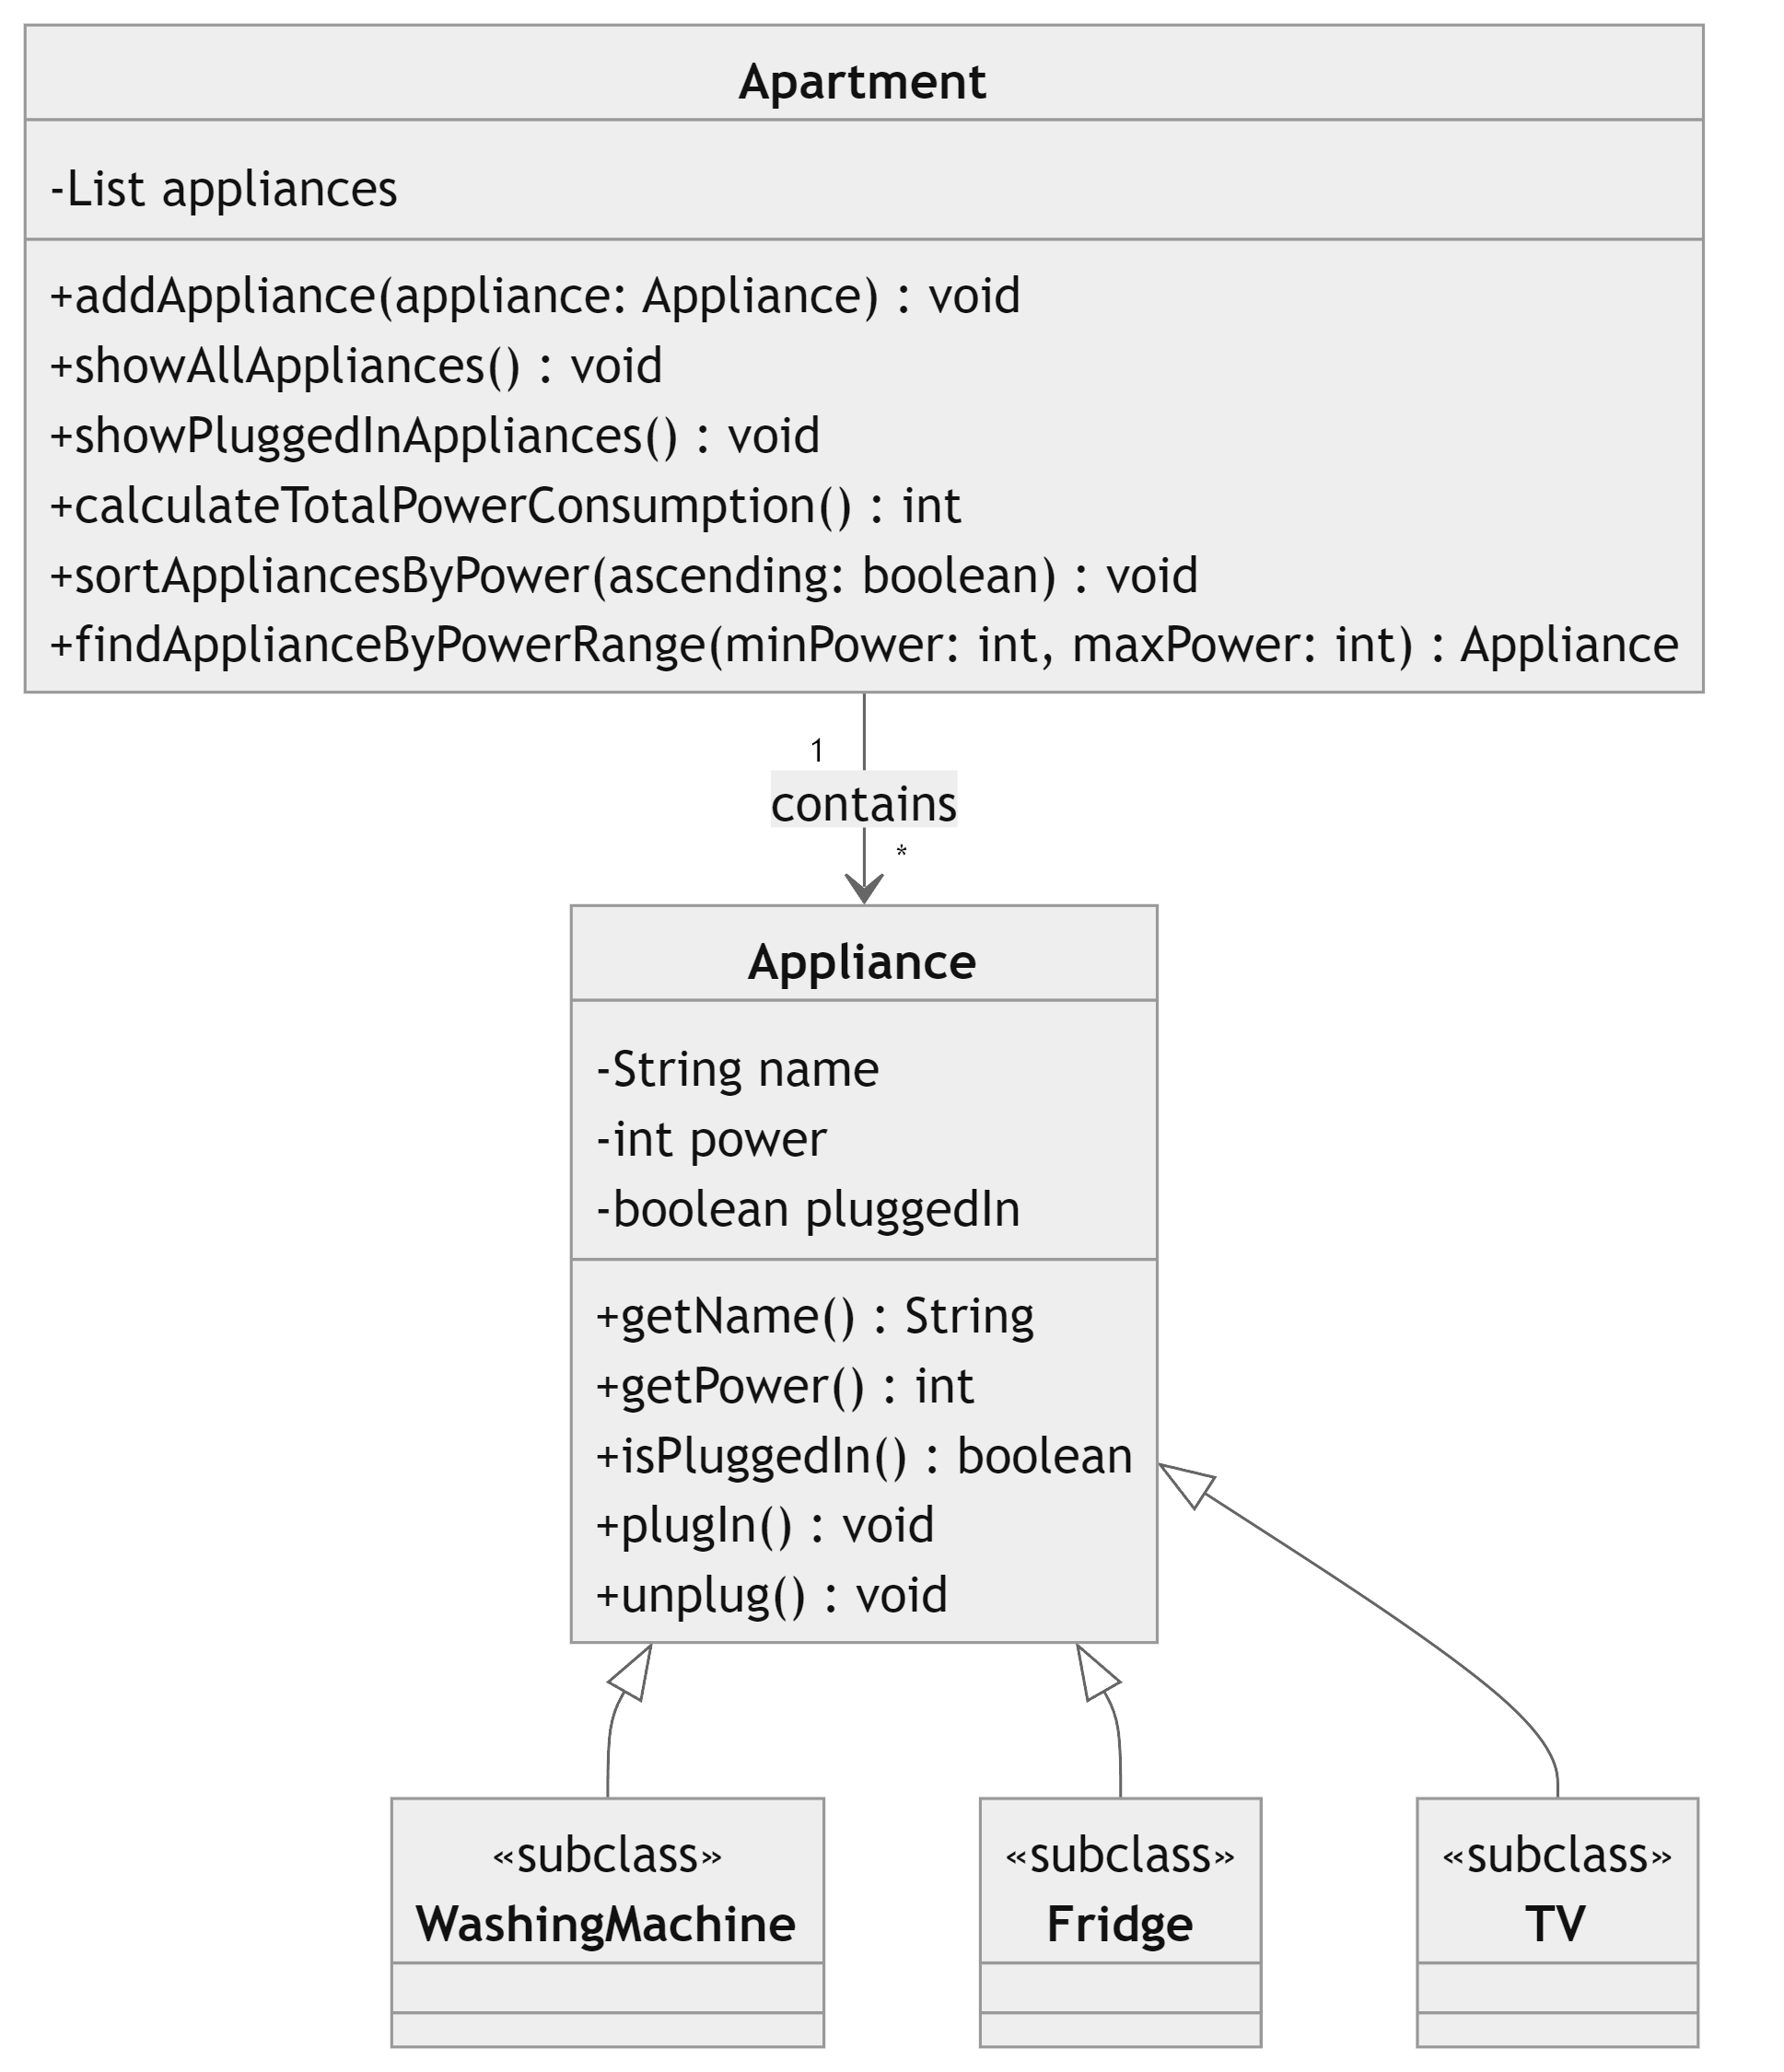 Apartment
-List appliances
+addAppliance(appliance: Appliance) : void
+showAllAppliances() : void
+showPluggedInAppliances() : void
+calculateTotalPowerConsumption() : int
+sortAppliancesByPower(ascending: boolean) : void
+findApplianceByPowerRange(minPower: int, maxPower: int) : Appliance
1
contains
*
Appliance
-String name
-int power
-boolean pluggedIn
+getName() : String
+getPower() : int
+isPluggedIn() : boolean
+plugIn() : void
+unplug() : void
«subclass»
WashingMachine
«subclass»
Fridge
«subclass»
TV